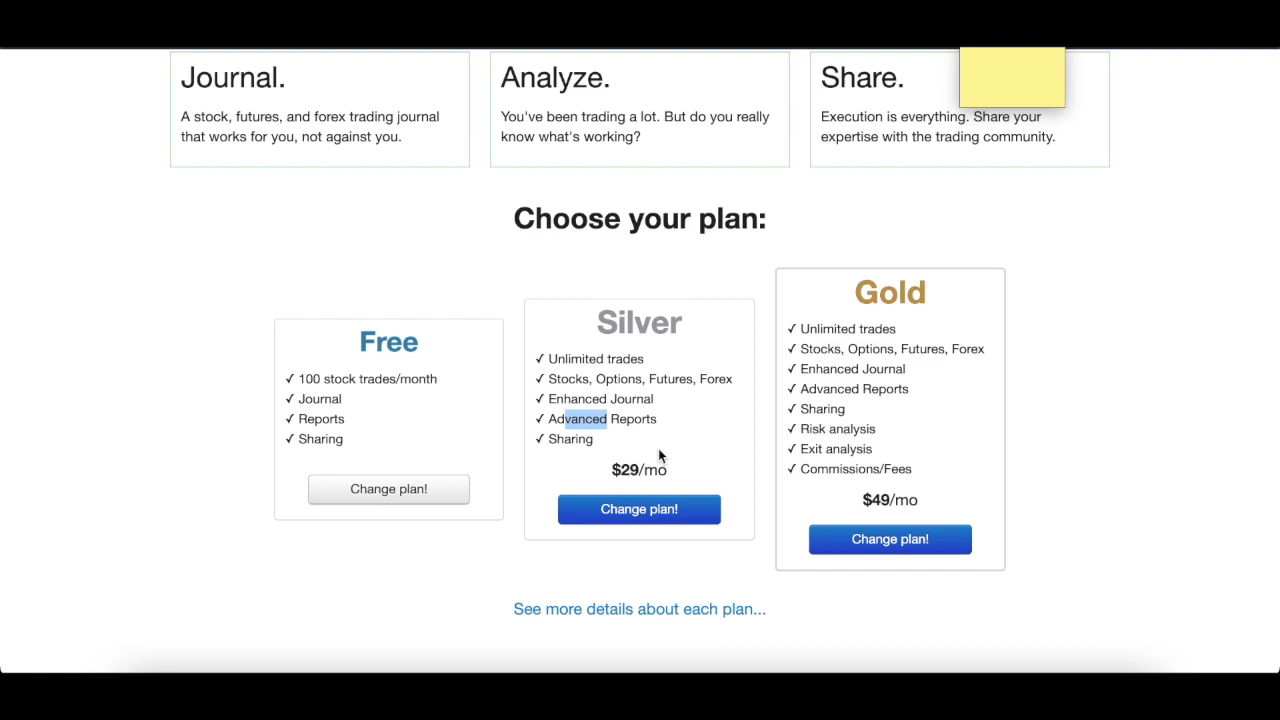 Journal.
A stock, futures, and forex trading journal
that works for you, not against you.
Analyze.
You've been trading a lot. But do you really
know what's working?
Share.
Execution is everything. Share your
expertise with the trading community.
Choose your plan:
Free
✓ 100 stock trades/month
✓ Journal
✓ Reports
✓ Sharing
Change plan!
Silver
✓ Unlimited trades
✓ Stocks, Options, Futures, Forex
✓ Enhanced Journal
✓ Advanced Reports
✓ Sharing
$29/mo
Change plan!
Gold
✓ Unlimited trades
✓ Stocks, Options, Futures, Forex
✓ Enhanced Journal
✓ Advanced Reports
✓ Sharing
✓ Risk analysis
✓ Exit analysis
✓ Commissions/Fees
$49/mo
Change plan!
See more details about each plan...